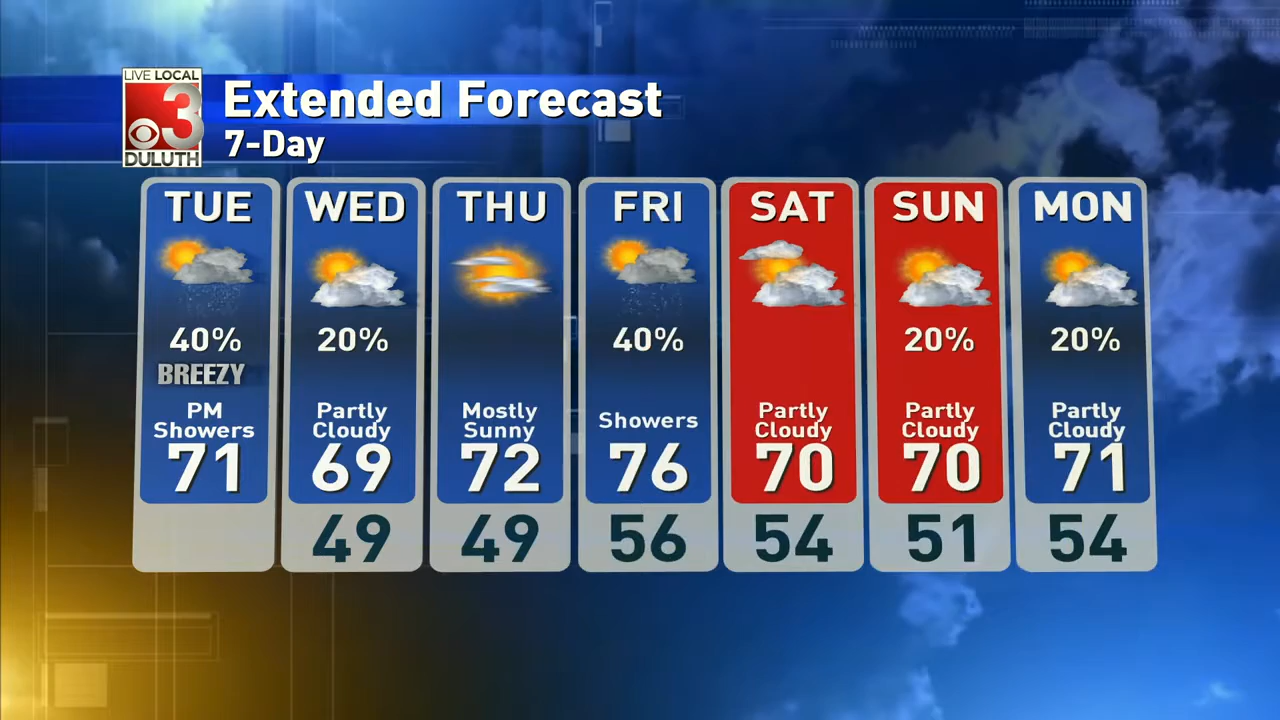 LIVE LOCAL
3
DULUTH
Extended Forecast
7-Day
TUE
40%
BREEZY
PM
Showers
71
WED
20%
Partly
Cloudy
69
49
THU
Mostly
Sunny
72
49
FRI
40%
Showers
76
56
SAT
Partly
Cloudy
70
54
SUN
20%
Partly
Cloudy
70
51
MON
20%
Partly
Cloudy
71
54